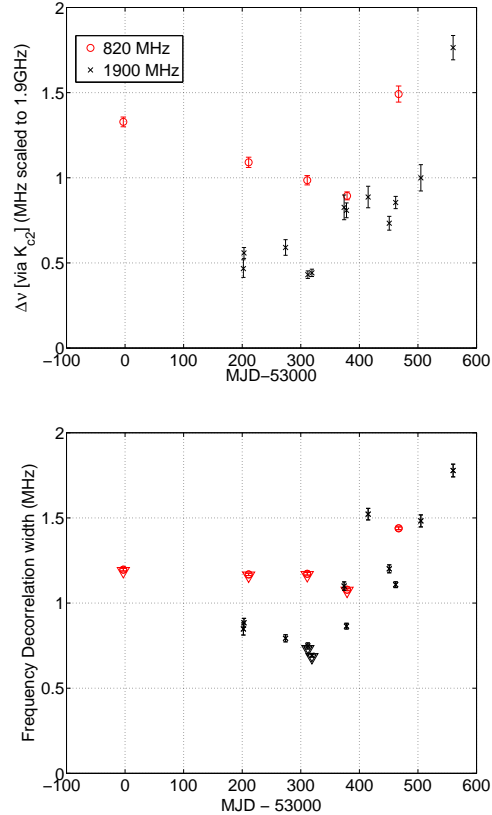 2
1.5
1
0.5
0
Δν [via K_c2] (MHz scaled to 1.9GHz)
820 MHz
1900 MHz
−100 0 100 200 300 400 500 600
MJD−53000
2
1.5
1
0.5
0
Frequency Decorrelation width (MHz)
−100 0 100 200 300 400 500 600
MJD − 53000